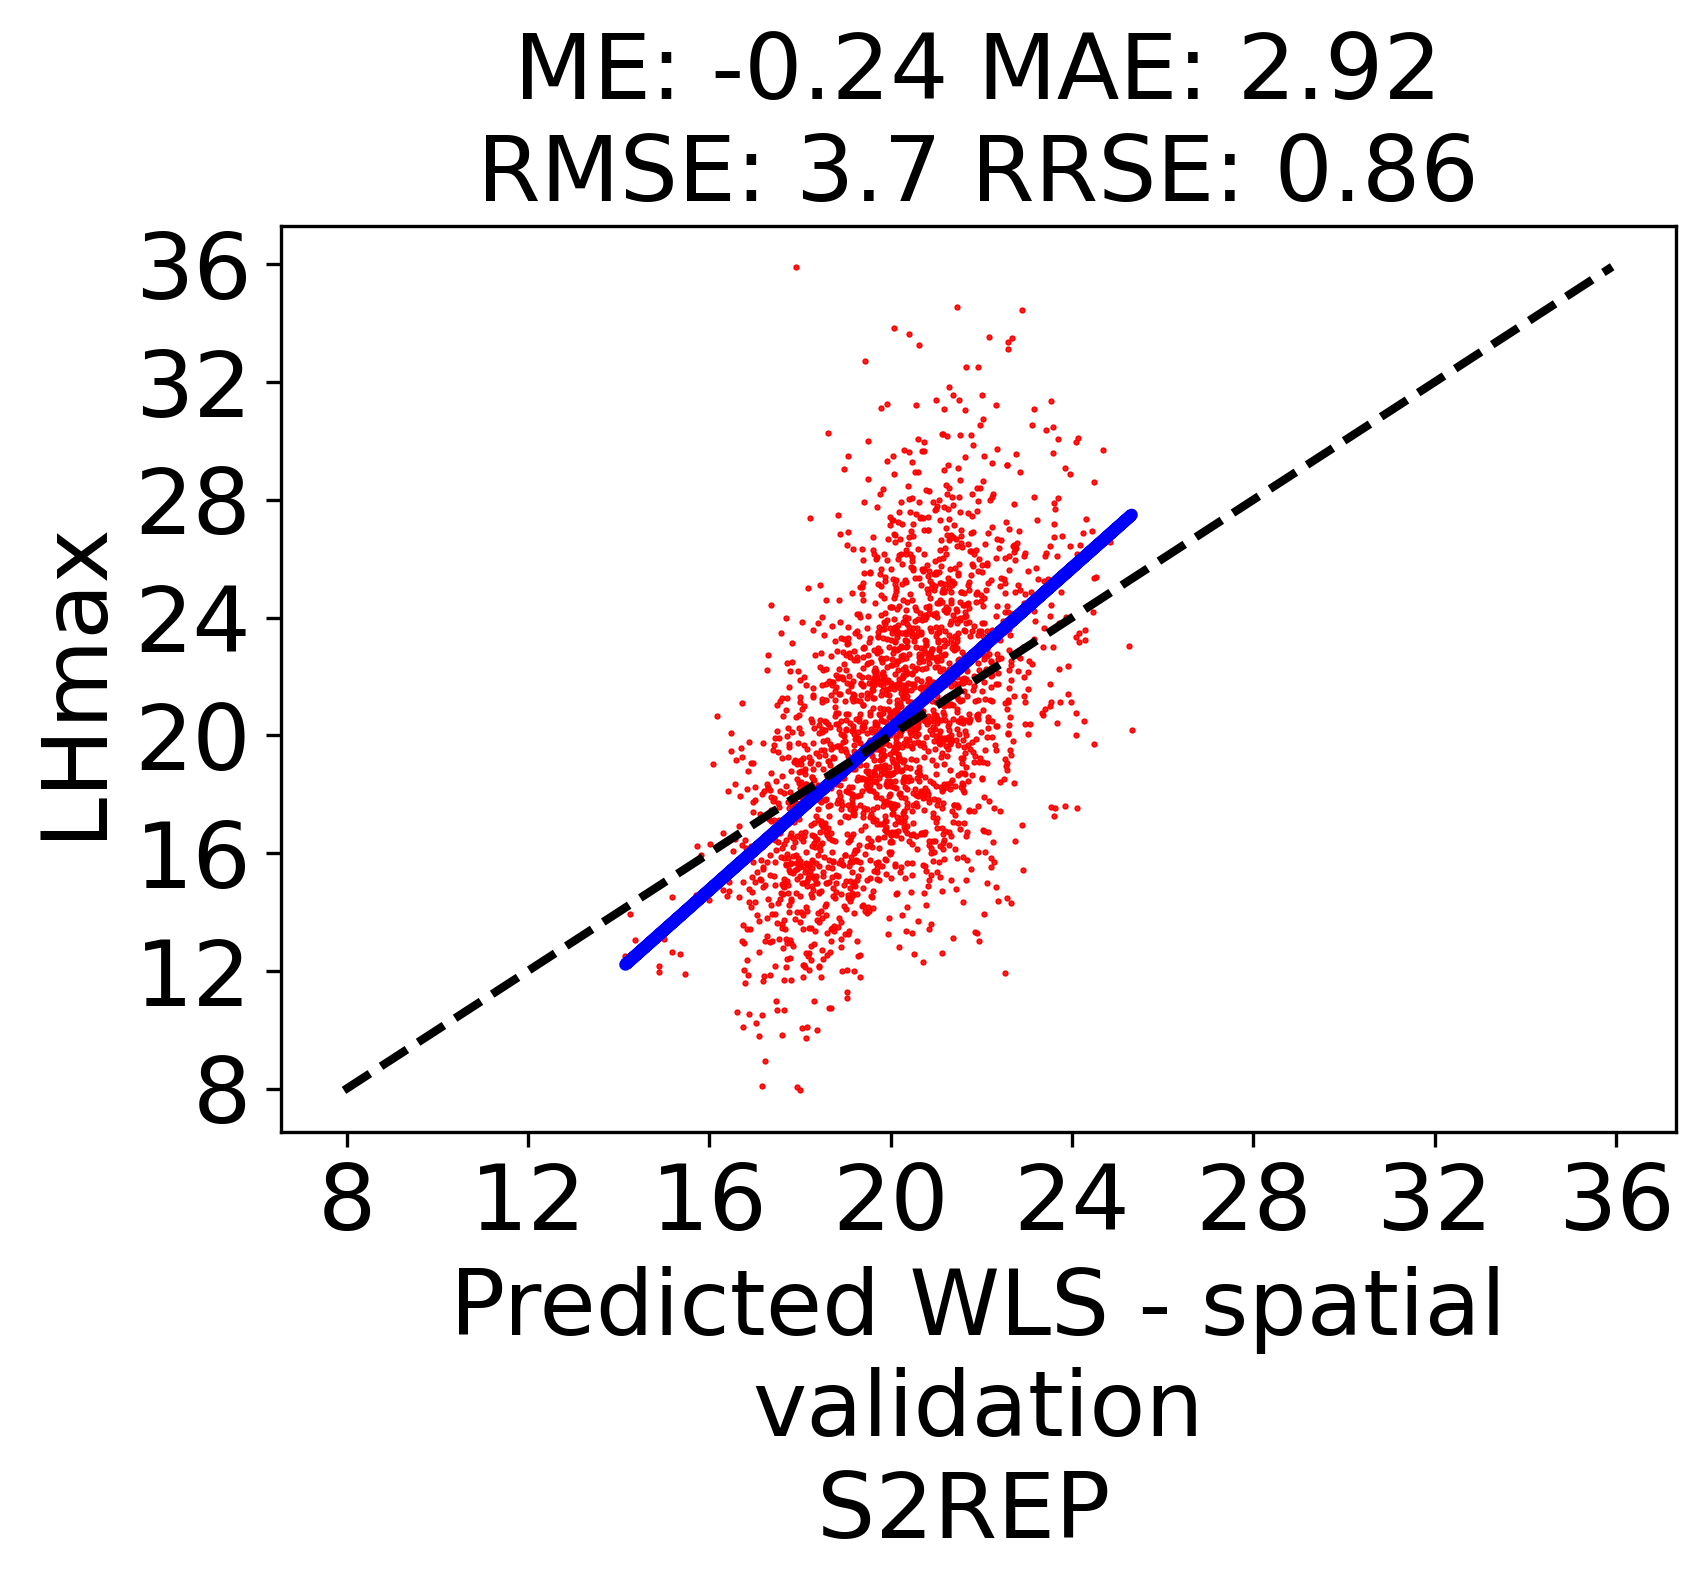 ME: -0.24 MAE: 2.92
RMSE: 3.7 RRSE: 0.86
36
32
28
24
20
16
12
8
LHmax
8 12 16 20 24 28 32 36
Predicted WLS - spatial
validation
S2REP